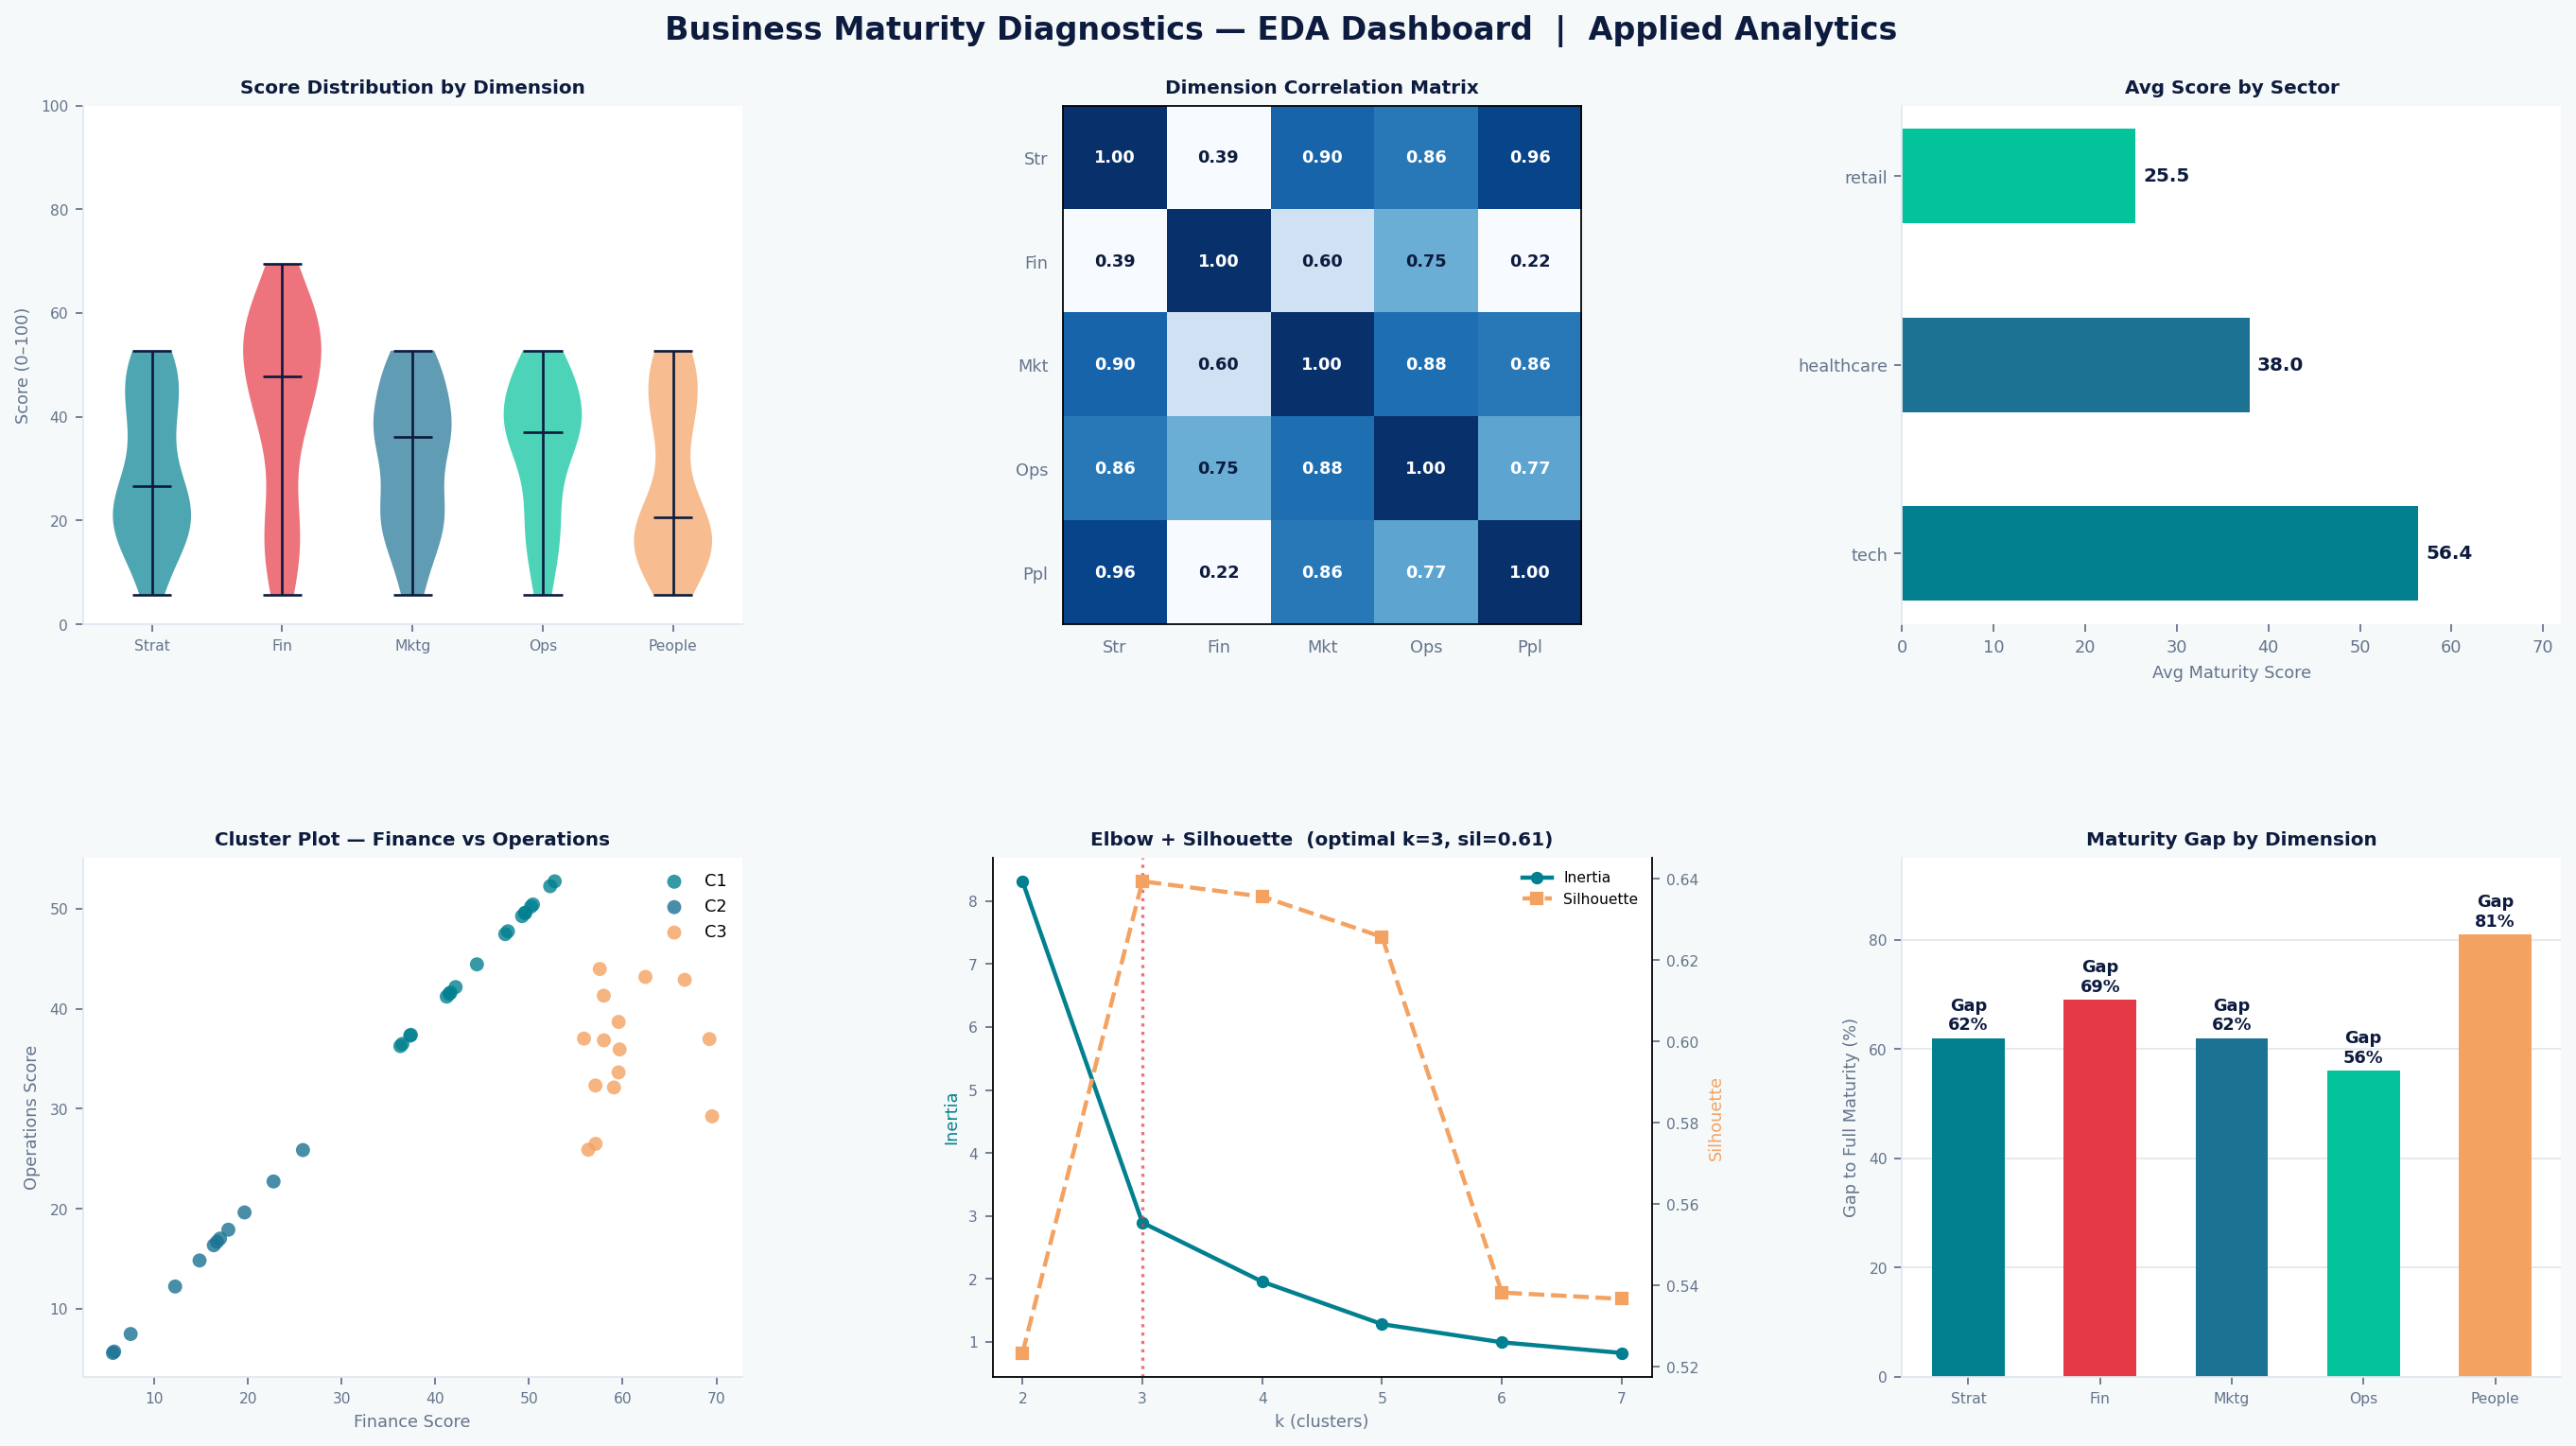 Business Maturity Diagnostics — EDA Dashboard | Applied Analytics
Score Distribution by Dimension
Score (0–100)
100
80
60
40
20
0
Strat Fin Mktg Ops People
Dimension Correlation Matrix
Str 1.00 0.39 0.90 0.86 0.96
Fin 0.39 1.00 0.60 0.75 0.22
Mkt 0.90 0.60 1.00 0.88 0.86
Ops 0.86 0.75 0.88 1.00 0.77
Ppl 0.96 0.22 0.86 0.77 1.00
Str Fin Mkt Ops Ppl
Avg Score by Sector
retail 25.5
healthcare 38.0
tech 56.4
0 10 20 30 40 50 60 70
Avg Maturity Score
Cluster Plot — Finance vs Operations
C1
C2
C3
Operations Score
50
40
30
20
10
10 20 30 40 50 60 70
Finance Score
Elbow + Silhouette (optimal k=3, sil=0.61)
Inertia
Silhouette
Inertia
8
7
6
5
4
3
2
1
Silhouette
0.64
0.62
0.60
0.58
0.56
0.54
0.52
2 3 4 5 6 7
k (clusters)
Maturity Gap by Dimension
Gap to Full Maturity (%)
80
60
40
20
0
Gap
62%
Gap
69%
Gap
62%
Gap
56%
Gap
81%
Strat Fin Mktg Ops People